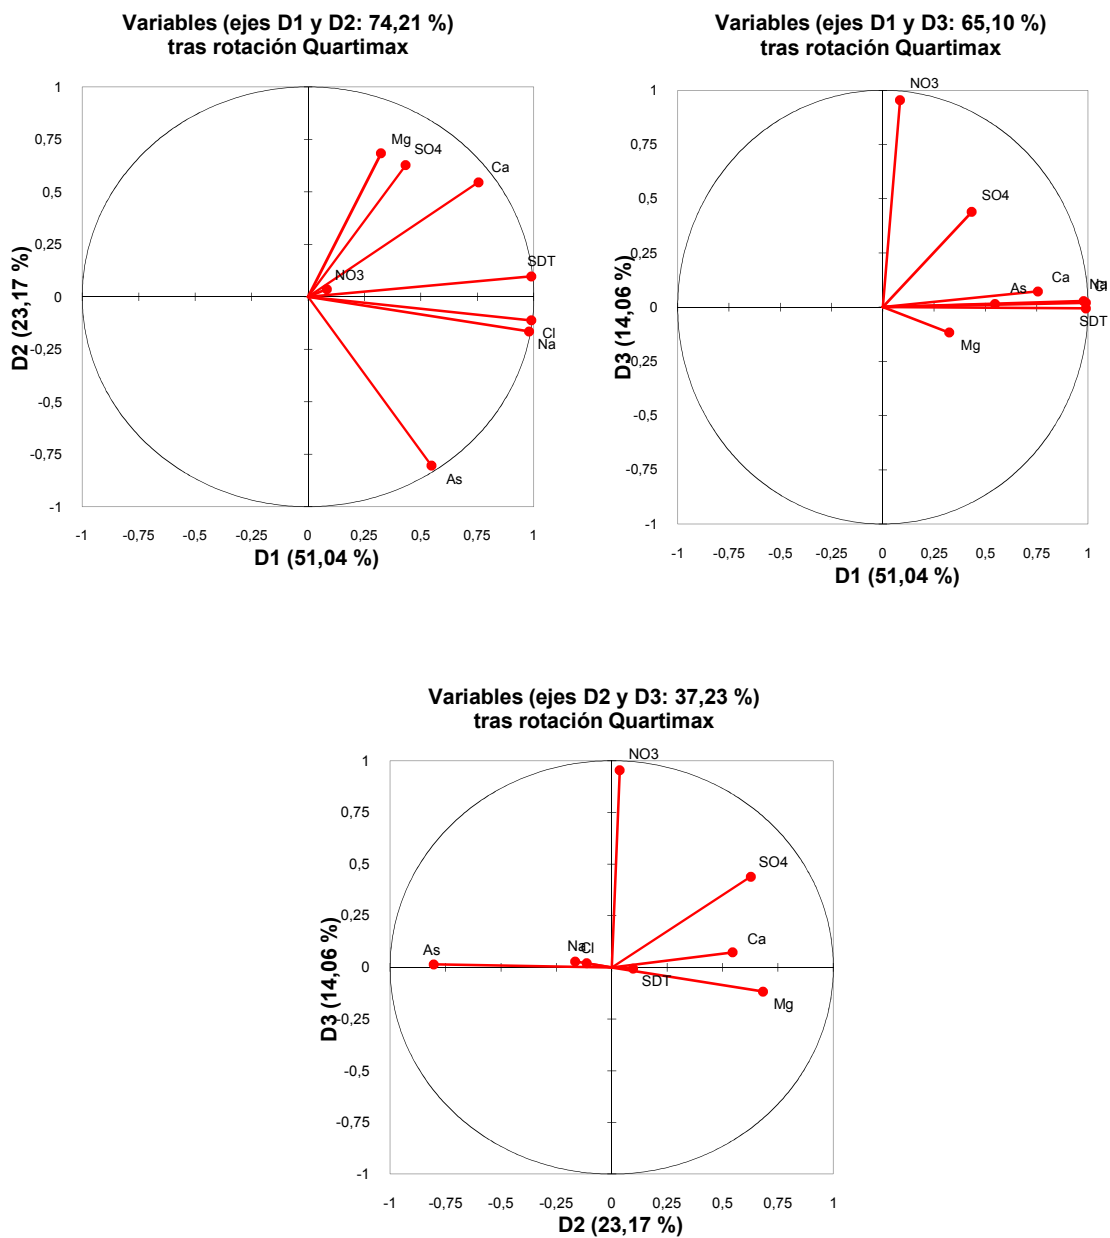 Variables (ejes D1 y D2: 74,21 %)
tras rotación Quartimax
1
0,75
0,5
0,25
0
-0,25
-0,5
-0,75
-1
D2 (23,17 %)
Mg
SO4
Ca
NO3
SDT
Cl
Na
As
-1 -0,75 -0,5 -0,25 0 0,25 0,5 0,75 1
D1 (51,04 %)
Variables (ejes D1 y D3: 65,10 %)
tras rotación Quartimax
1
0,75
0,5
0,25
0
-0,25
-0,5
-0,75
-1
D3 (14,06 %)
NO3
SO4
Ca
As
Na
Cl
SDT
Mg
-1 -0,75 -0,5 -0,25 0 0,25 0,5 0,75 1
D1 (51,04 %)
Variables (ejes D2 y D3: 37,23 %)
tras rotación Quartimax
1
0,75
0,5
0,25
0
-0,25
-0,5
-0,75
-1
D3 (14,06 %)
NO3
SO4
Ca
As
Na
Cl
SDT
Mg
-1 -0,75 -0,5 -0,25 0 0,25 0,5 0,75 1
D2 (23,17 %)